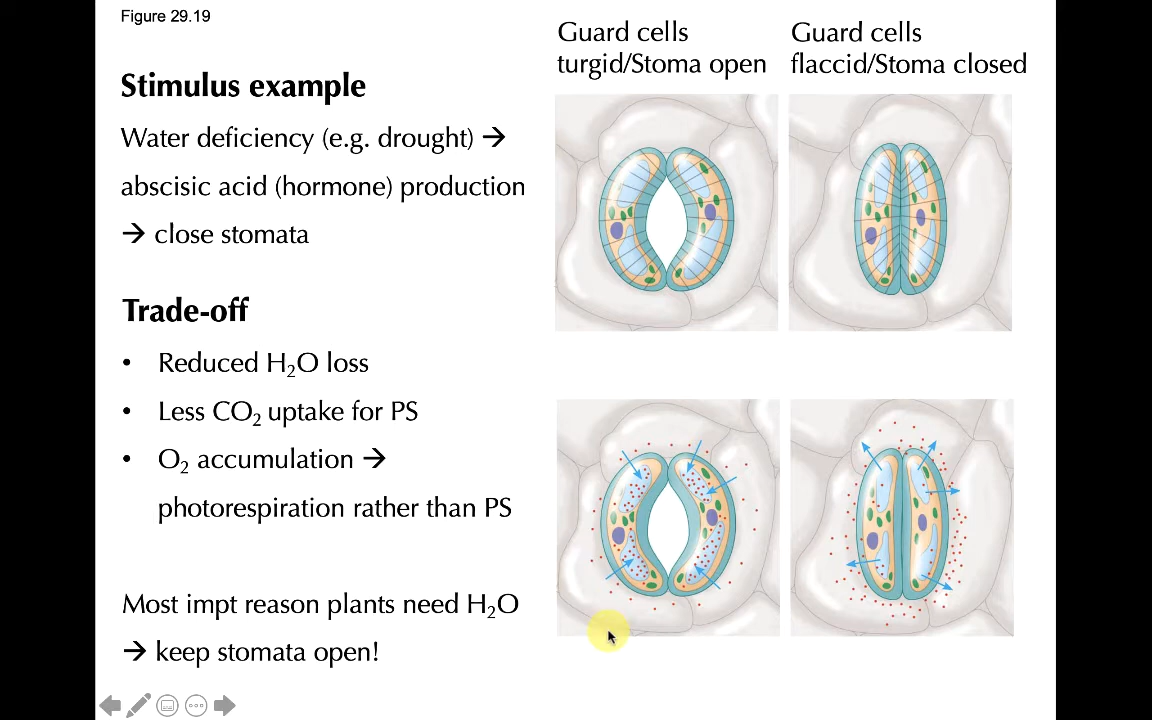 Figure 29.19
Stimulus example
Water deficiency (e.g. drought) →
abscisic acid (hormone) production
→ close stomata
Trade-off
• Reduced H₂O loss
• Less CO₂ uptake for PS
• O₂ accumulation →
photorespiration rather than PS
Most impt reason plants need H₂O
→ keep stomata open!
Guard cells
turgid/Stoma open
Guard cells
flaccid/Stoma closed